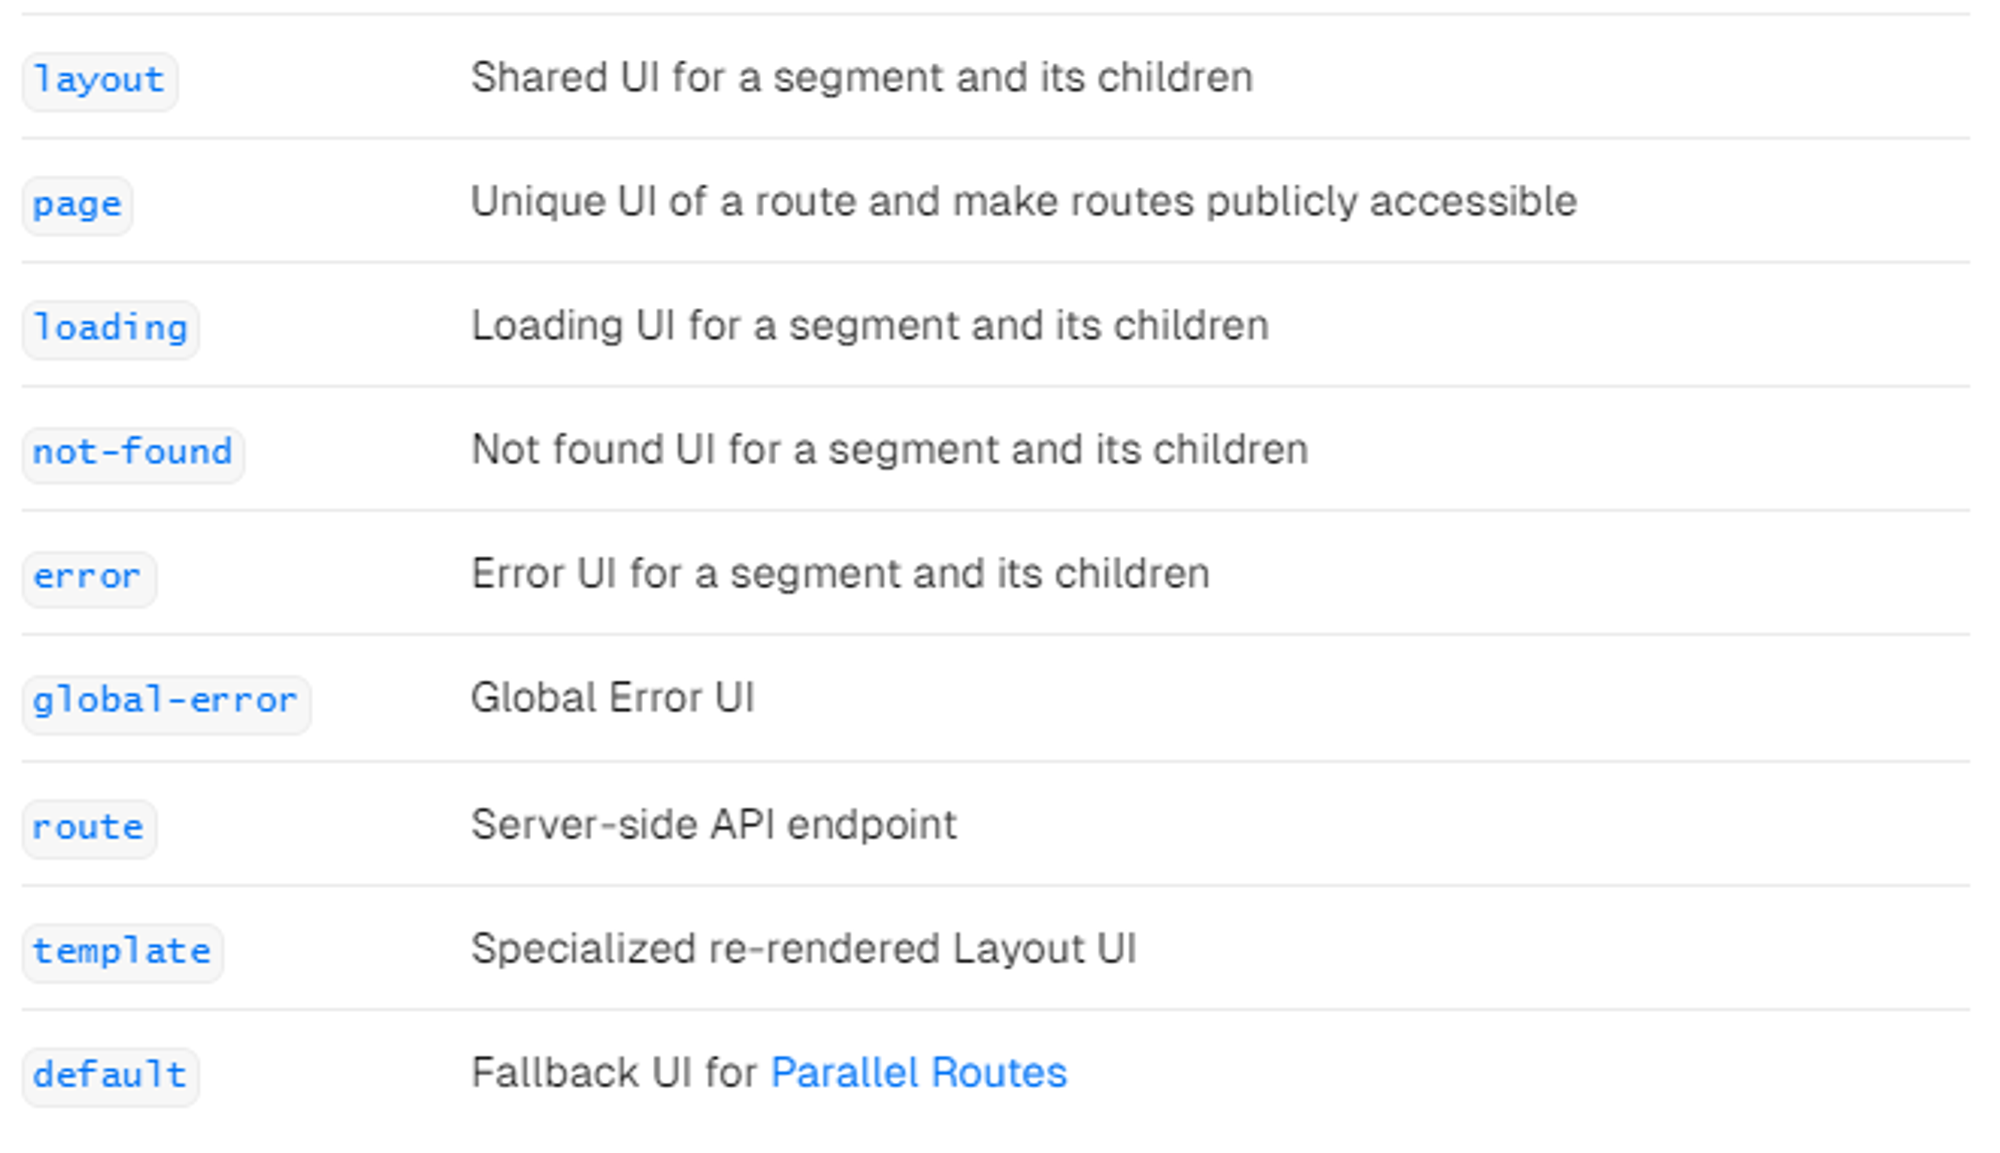 layout Shared UI for a segment and its children
page Unique UI of a route and make routes publicly accessible
loading Loading UI for a segment and its children
not-found Not found UI for a segment and its children
error Error UI for a segment and its children
global-error Global Error UI
route Server-side API endpoint
template Specialized re-rendered Layout UI
default Fallback UI for Parallel Routes